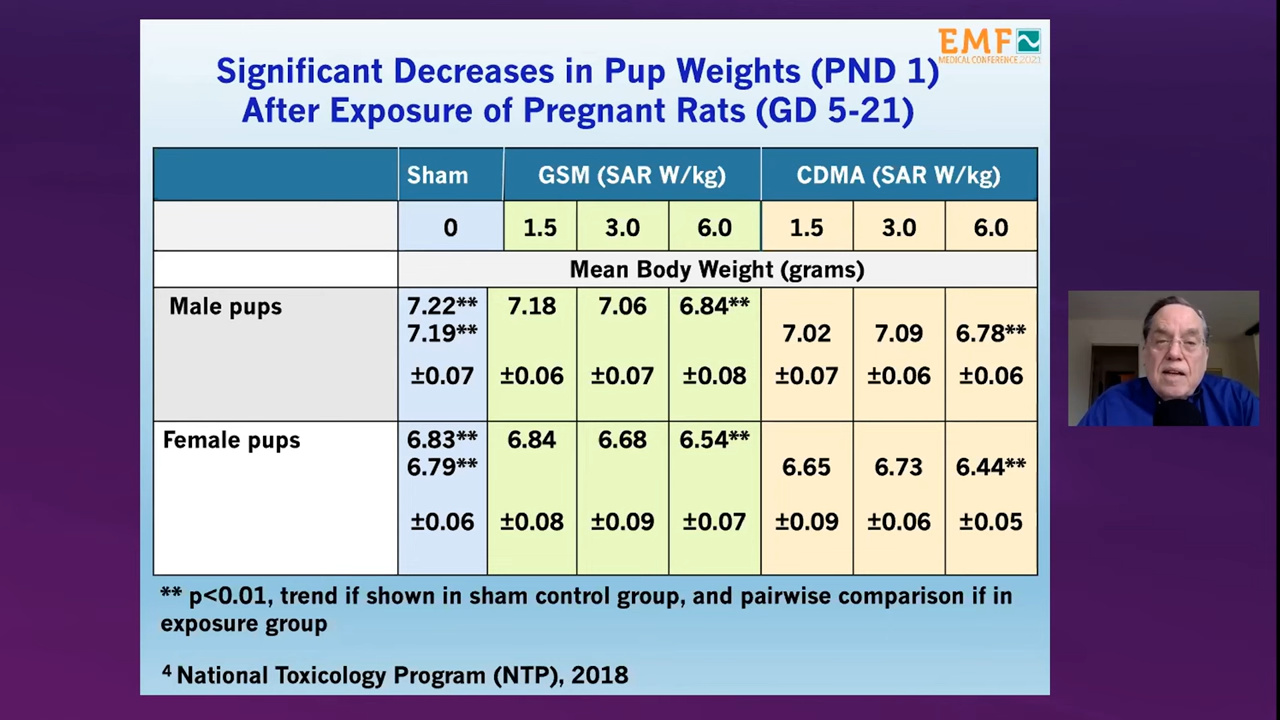 EMF
MEDICAL CONFERENCE 2021
Significant Decreases in Pup Weights (PND 1)
After Exposure of Pregnant Rats (GD 5-21)
Sham GSM (SAR W/kg) CDMA (SAR W/kg)
0 1.5 3.0 6.0 1.5 3.0 6.0
Mean Body Weight (grams)
Male pups 7.22** 7.18 7.06 6.84**
7.19** 7.02 7.09 6.78**
±0.07 ±0.06 ±0.07 ±0.08 ±0.07 ±0.06 ±0.06
Female pups 6.83** 6.84 6.68 6.54**
6.79** 6.65 6.73 6.44**
±0.06 ±0.08 ±0.09 ±0.07 ±0.09 ±0.06 ±0.05
** p<0.01, trend if shown in sham control group, and pairwise comparison if in
exposure group
⁴ National Toxicology Program (NTP), 2018